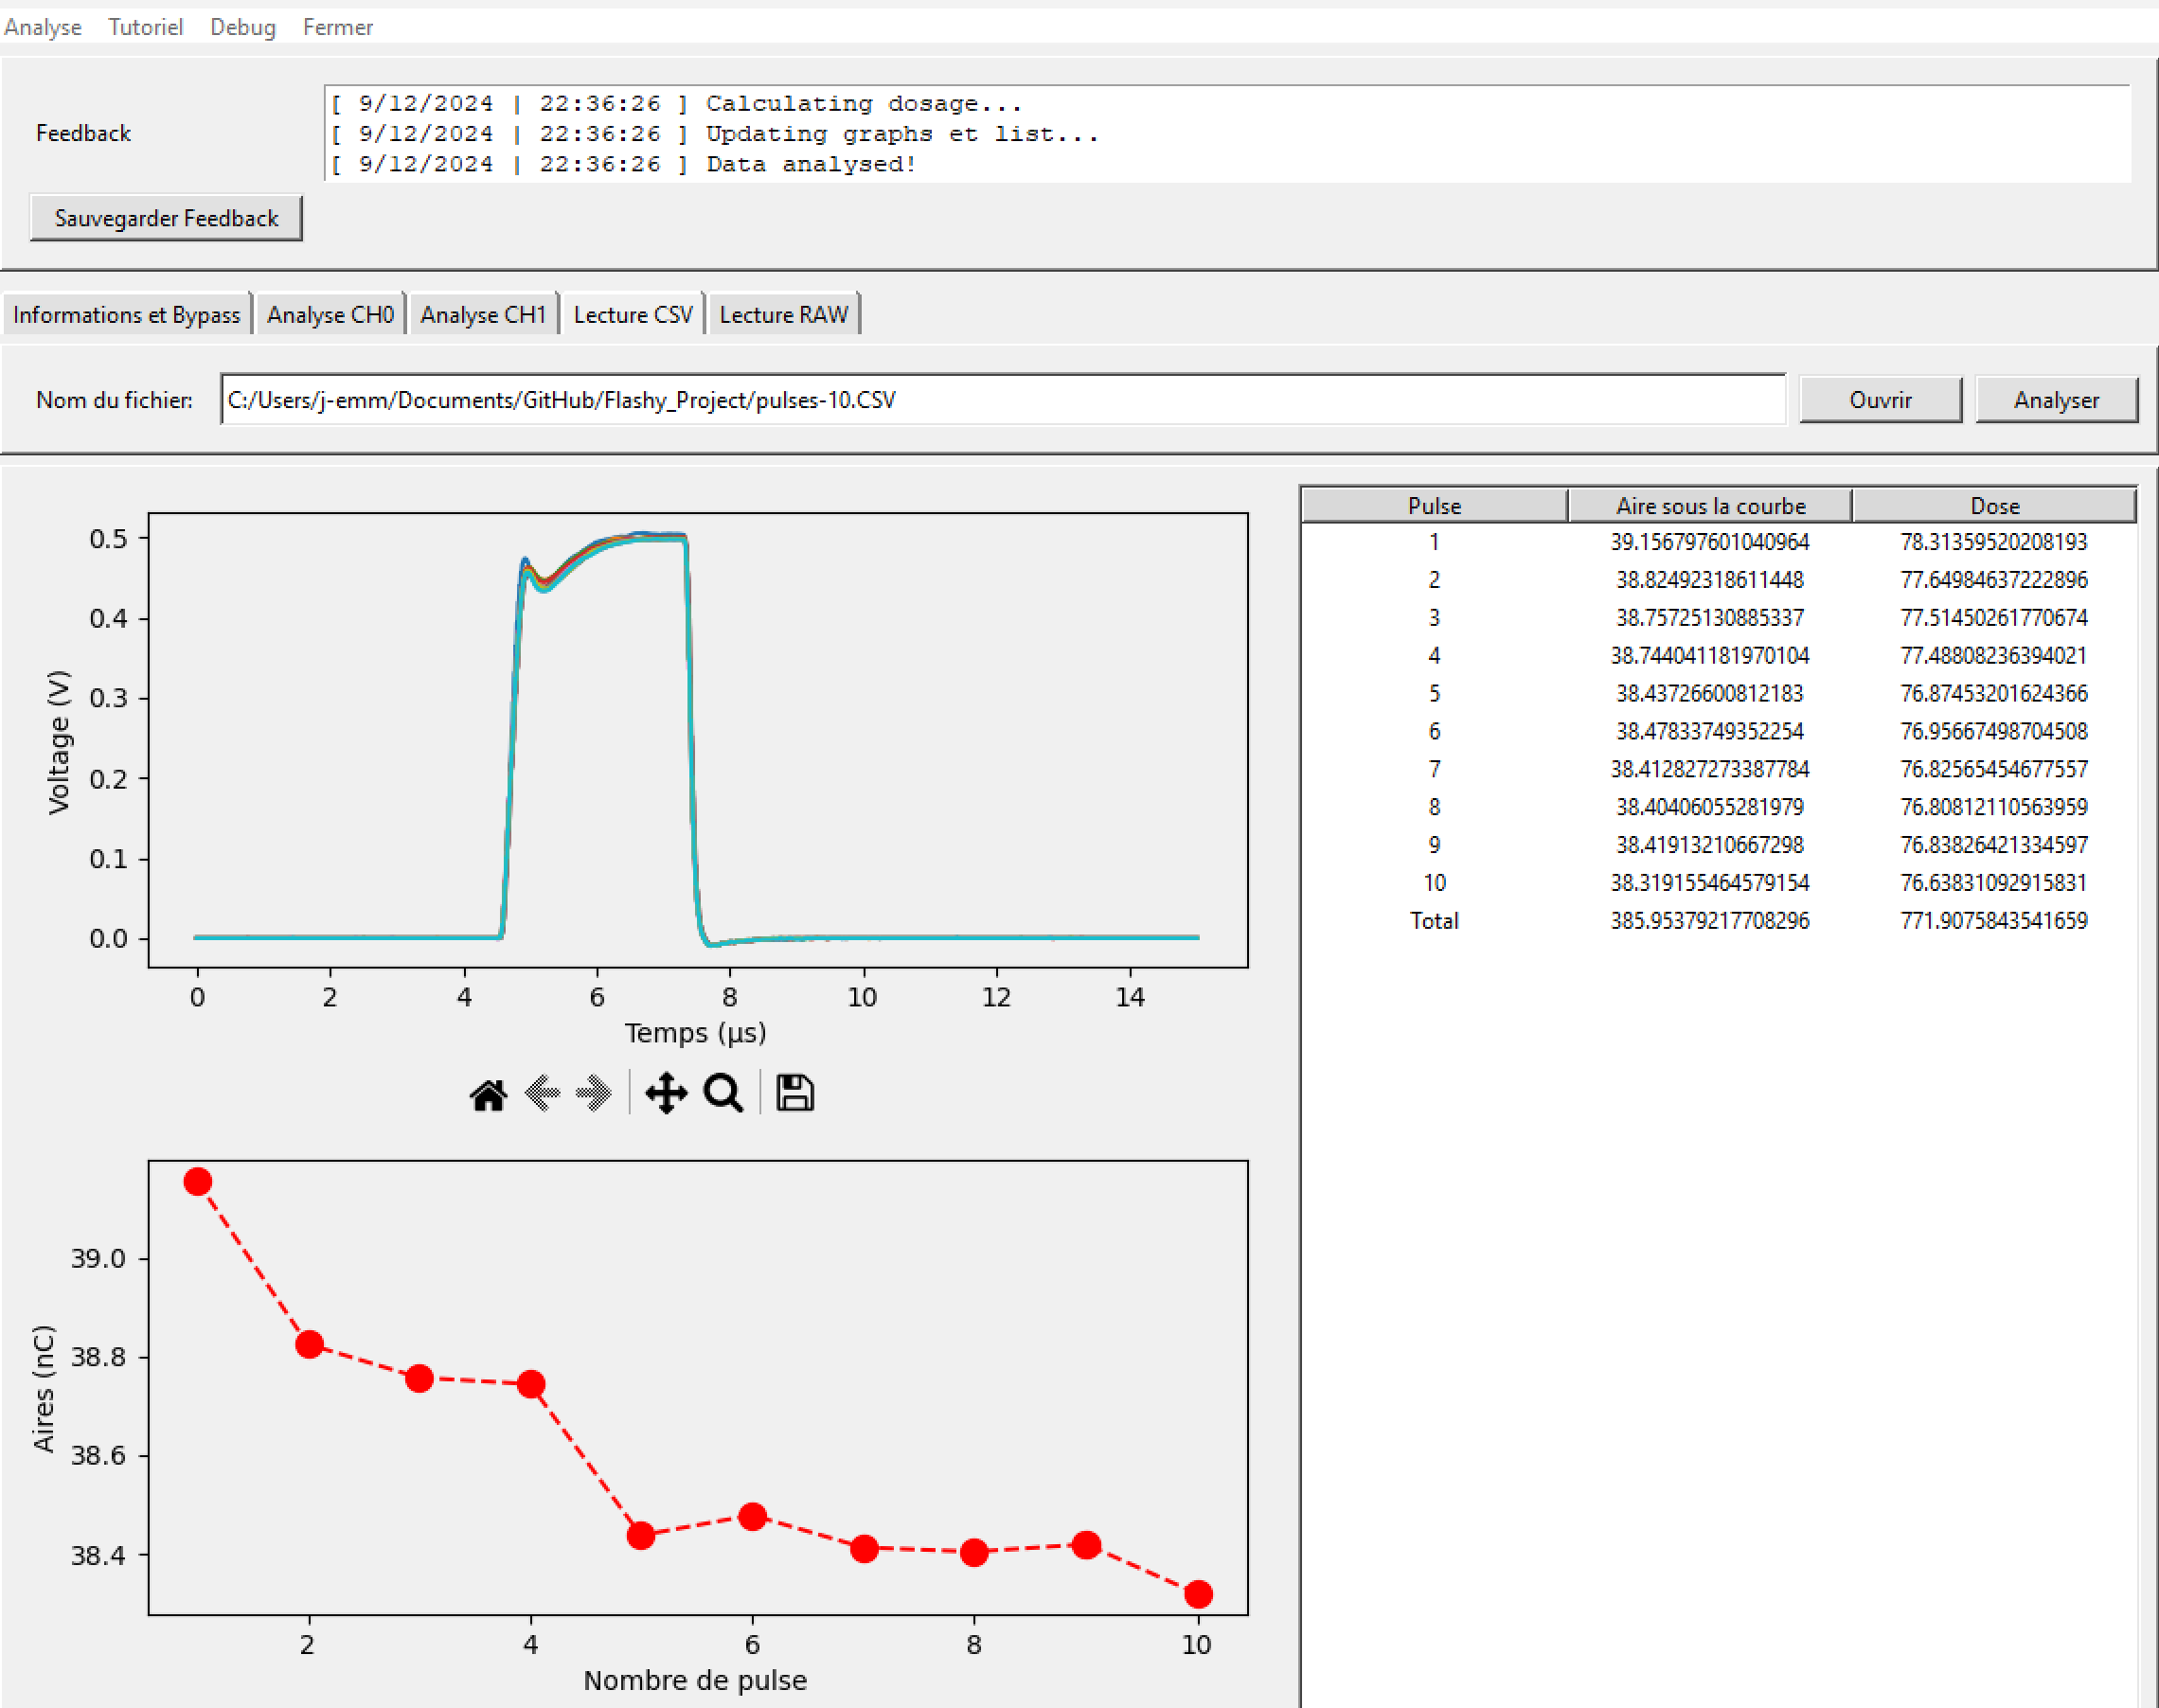 Analyse Tutoriel Debug Fermer
Feedback
[ 9/12/2024 | 22:36:26 ] Calculating dosage...
[ 9/12/2024 | 22:36:26 ] Updating graphs et list...
[ 9/12/2024 | 22:36:26 ] Data analysed!
Sauvegarder Feedback
Informations et Bypass Analyse CH0 Analyse CH1 Lecture CSV Lecture RAW
Nom du fichier: C:/Users/j-emm/Documents/GitHub/Flashy_Project/pulses-10.CSV Ouvrir Analyser
0.5
0.4
0.3
0.2
0.1
0.0
Voltage (V)
0 2 4 6 8 10 12 14
Temps (µs)
39.0
38.8
38.6
38.4
Aires (nC)
2 4 6 8 10
Nombre de pulse
Pulse Aire sous la courbe Dose
1 39.156797601040964 78.31359520208193
2 38.82492318611448 77.64984637222896
3 38.75725130885337 77.51450261770674
4 38.744041181970104 77.48808236394021
5 38.43726600812183 76.87453201624366
6 38.47833749352254 76.95667498704508
7 38.412827273387784 76.82565454677557
8 38.40406055281979 76.80812110563959
9 38.41913210667298 76.83826421334597
10 38.319155464579154 76.63831092915831
Total 385.95379217708296 771.9075843541659